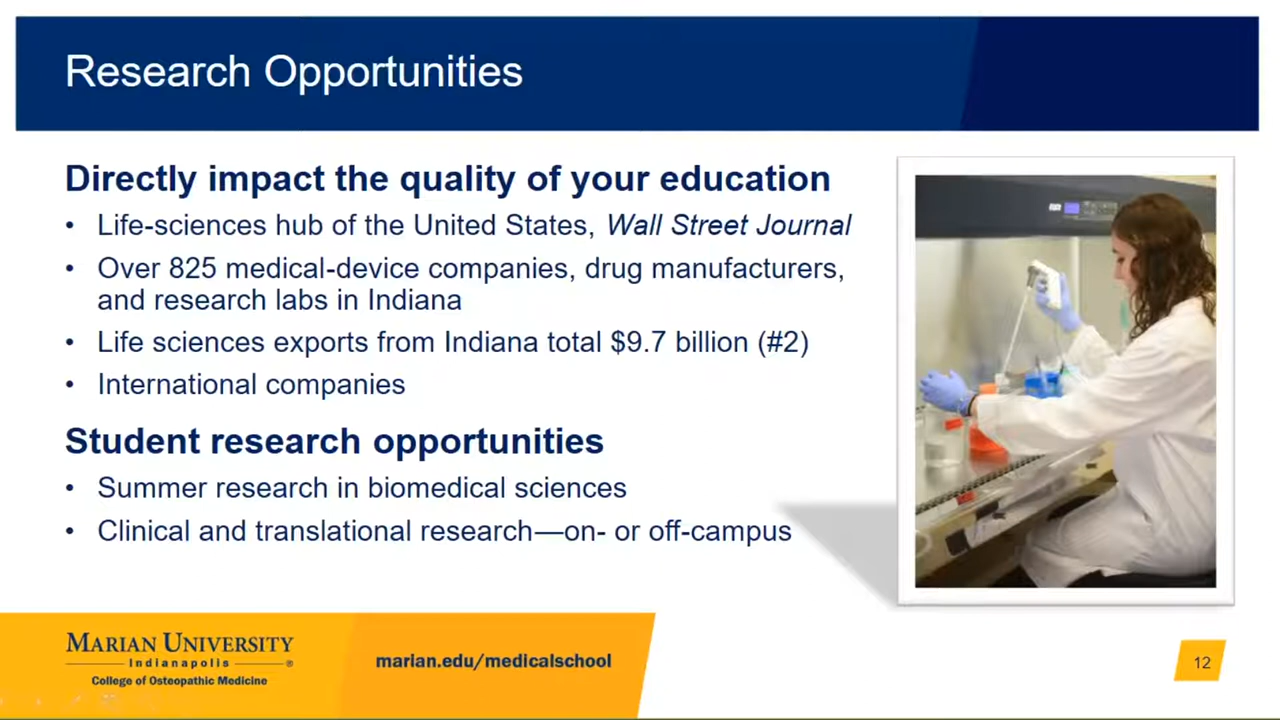 Research Opportunities
Directly impact the quality of your education
• Life-sciences hub of the United States, Wall Street Journal
• Over 825 medical-device companies, drug manufacturers,
and research labs in Indiana
• Life sciences exports from Indiana total $9.7 billion (#2)
• International companies
Student research opportunities
• Summer research in biomedical sciences
• Clinical and translational research—on- or off-campus
MARIAN UNIVERSITY
Indianapolis ®
College of Osteopathic Medicine
marian.edu/medicalschool
12